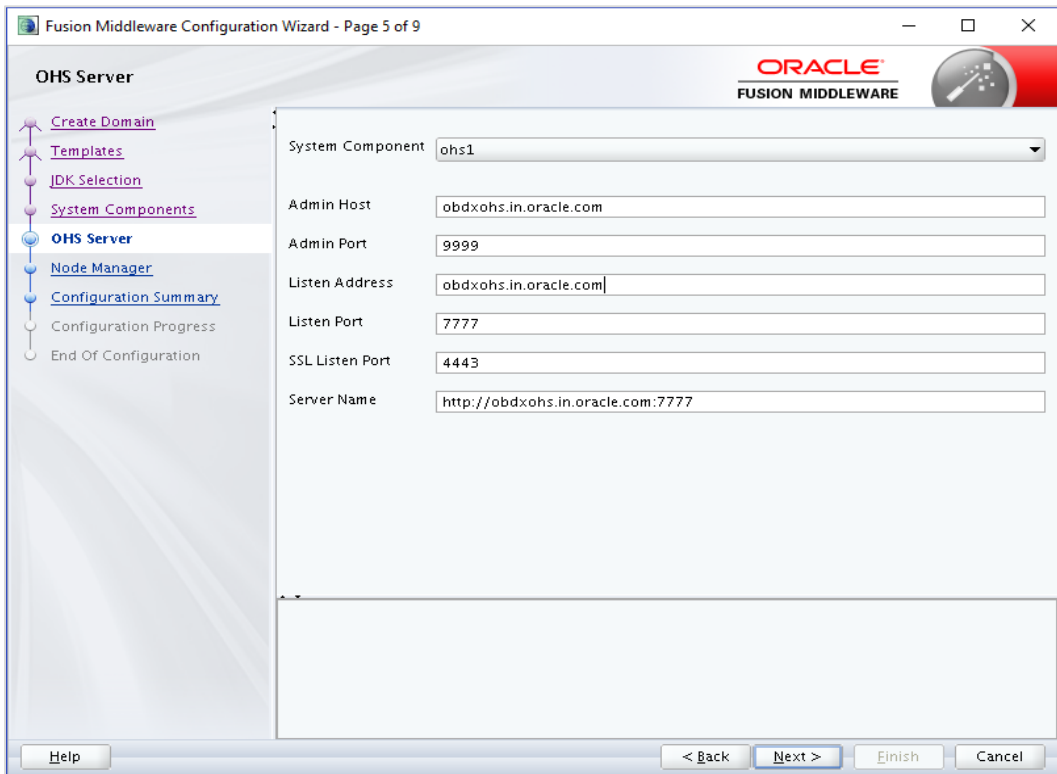 Fusion Middleware Configuration Wizard - Page 5 of 9
OHS Server
ORACLE
FUSION MIDDLEWARE
Create Domain
Templates
JDK Selection
System Components
OHS Server
Node Manager
Configuration Summary
Configuration Progress
End Of Configuration
System Component ohs1
Admin Host obdxohs.in.oracle.com
Admin Port 9999
Listen Address obdxohs.in.oracle.com
Listen Port 7777
SSL Listen Port 4443
Server Name http://obdxohs.in.oracle.com:7777
Help < Back Next > Finish Cancel